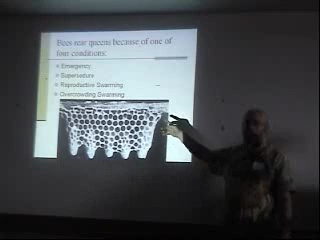 Bees rear queens because of one of
four conditions:
Emergency
Supersedure
Reproductive Swarming
Overcrowding Swarming